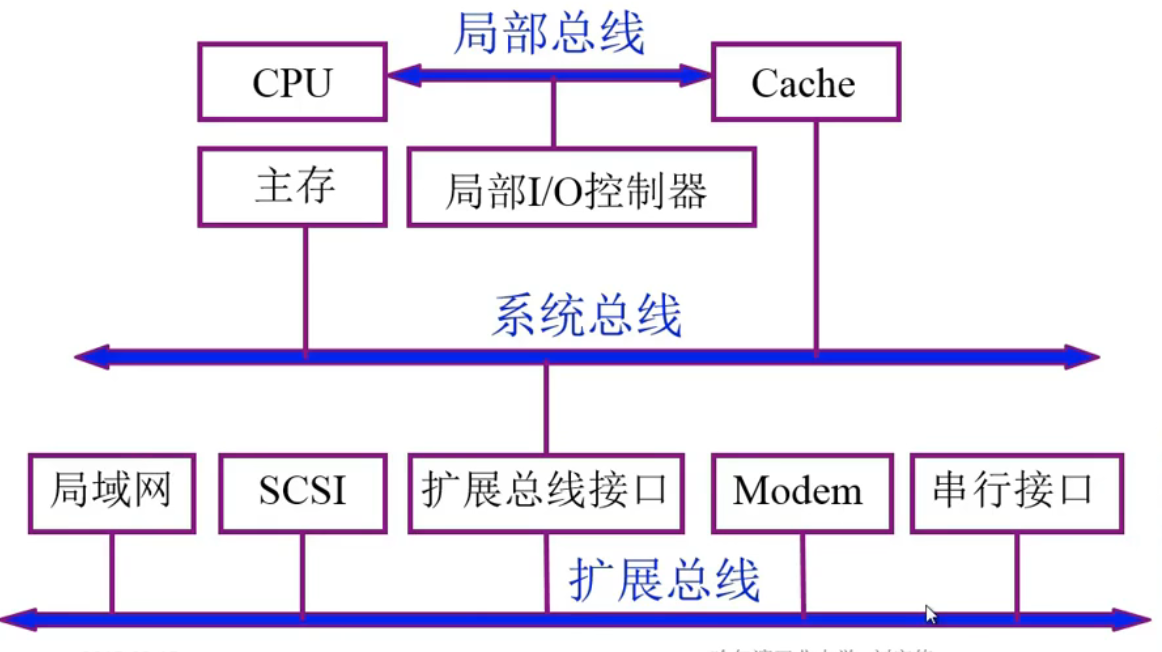 局部总线
CPU
Cache
主存
局部I/O控制器
系统总线
局域网
SCSI
扩展总线接口
Modem
串行接口
扩展总线